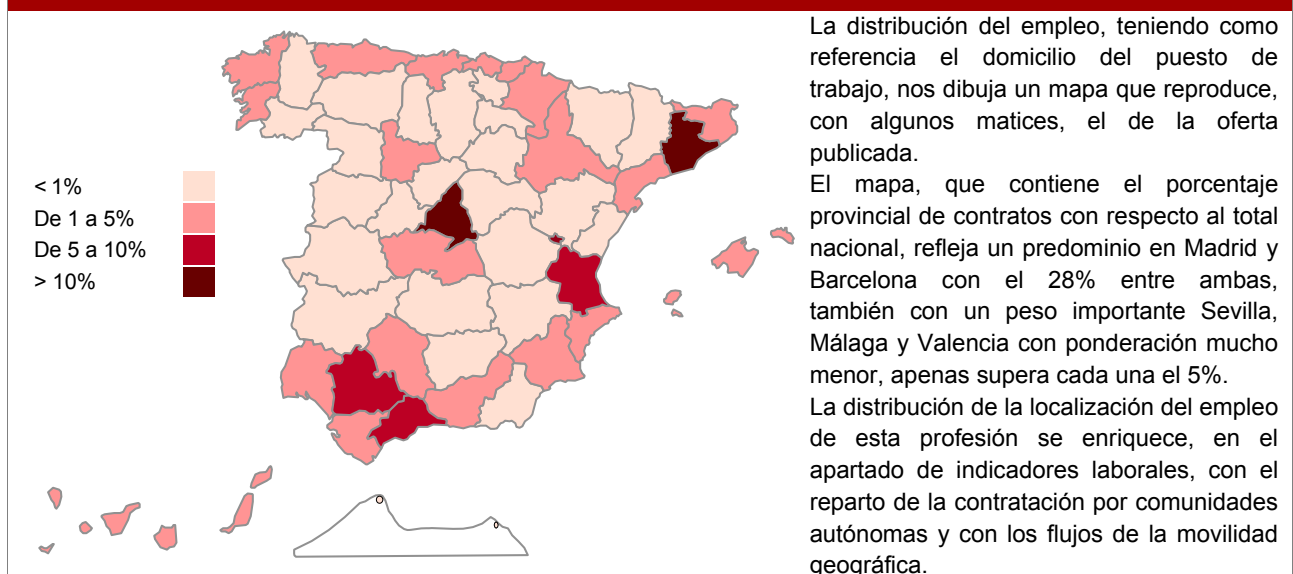 < 1%
De 1 a 5%
De 5 a 10%
> 10%
La distribución del empleo, teniendo como
referencia el domicilio del puesto de
trabajo, nos dibuja un mapa que reproduce,
con algunos matices, el de la oferta
publicada.
El mapa, que contiene el porcentaje
provincial de contratos con respecto al total
nacional, refleja un predominio en Madrid y
Barcelona con el 28% entre ambas,
también con un peso importante Sevilla,
Málaga y Valencia con ponderación mucho
menor, apenas supera cada una el 5%.
La distribución de la localización del empleo
de esta profesión se enriquece, en el
apartado de indicadores laborales, con el
reparto de la contratación por comunidades
autónomas y con los flujos de la movilidad
geográfica.